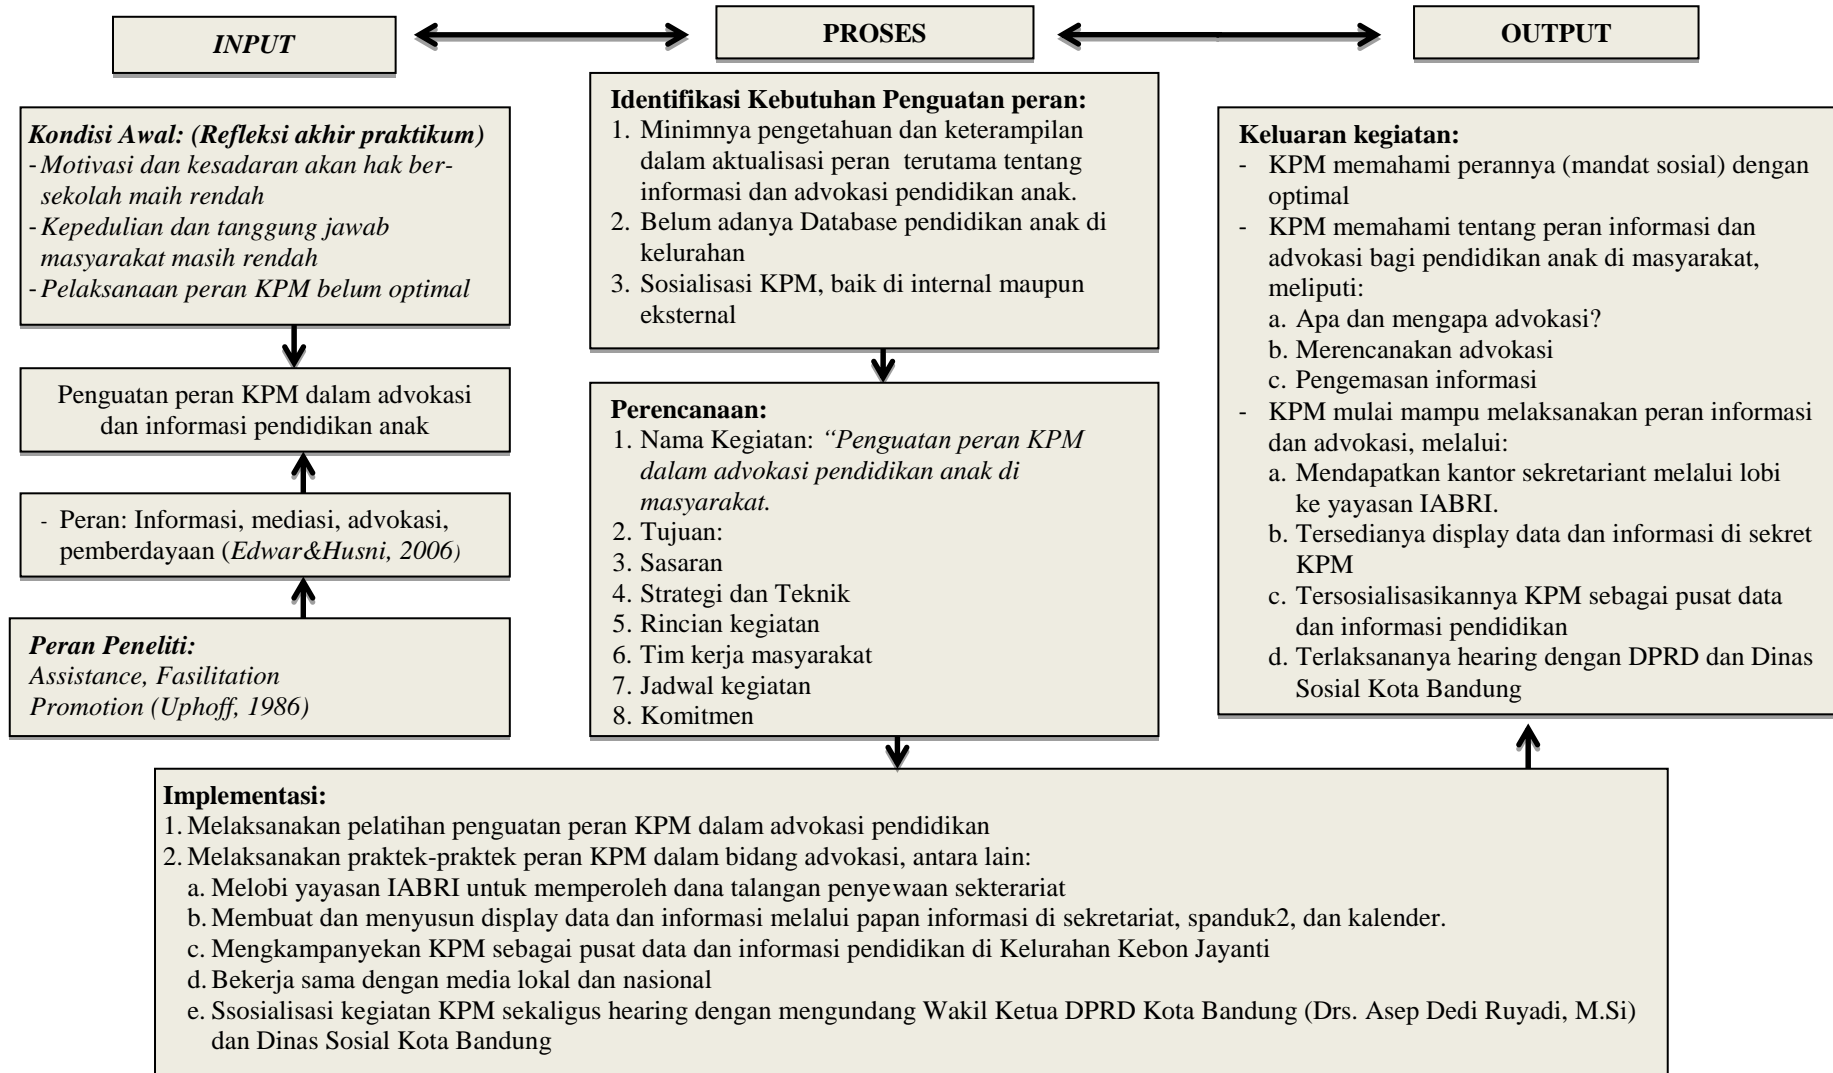 INPUT
PROSES
OUTPUT
Kondisi Awal: (Refleksi akhir praktikum)
- Motivasi dan kesadaran akan hak ber-
sekolah maih rendah
- Kepedulian dan tanggung jawab
masyarakat masih rendah
- Pelaksanaan peran KPM belum optimal
Penguatan peran KPM dalam advokasi
dan informasi pendidikan anak
- Peran: Informasi, mediasi, advokasi,
pemberdayaan (Edwar&Husni, 2006)
Peran Peneliti:
Assistance, Fasilitation
Promotion (Uphoff, 1986)
Identifikasi Kebutuhan Penguatan peran:
1. Minimnya pengetahuan dan keterampilan
dalam aktualisasi peran terutama tentang
informasi dan advokasi pendidikan anak.
2. Belum adanya Database pendidikan anak di
kelurahan
3. Sosialisasi KPM, baik di internal maupun
eksternal
Perencanaan:
1. Nama Kegiatan: “Penguatan peran KPM
dalam advokasi pendidikan anak di
masyarakat.
2. Tujuan:
3. Sasaran
4. Strategi dan Teknik
5. Rincian kegiatan
6. Tim kerja masyarakat
7. Jadwal kegiatan
8. Komitmen
Keluaran kegiatan:
- KPM memahami perannya (mandat sosial) dengan
optimal
- KPM memahami tentang peran informasi dan
advokasi bagi pendidikan anak di masyarakat,
meliputi:
a. Apa dan mengapa advokasi?
b. Merencanakan advokasi
c. Pengemasan informasi
- KPM mulai mampu melaksanakan peran informasi
dan advokasi, melalui:
a. Mendapatkan kantor sekretariant melalui lobi
ke yayasan IABRI.
b. Tersedianya display data dan informasi di sekret
KPM
c. Tersosialisasikannya KPM sebagai pusat data
dan informasi pendidikan
d. Terlaksananya hearing dengan DPRD dan Dinas
Sosial Kota Bandung
Implementasi:
1. Melaksanakan pelatihan penguatan peran KPM dalam advokasi pendidikan
2. Melaksanakan praktek-praktek peran KPM dalam bidang advokasi, antara lain:
a. Melobi yayasan IABRI untuk memperoleh dana talangan penyewaan sekterariat
b. Membuat dan menyusun display data dan informasi melalui papan informasi di sekretariat, spanduk2, dan kalender.
c. Mengkampanyekan KPM sebagai pusat data dan informasi pendidikan di Kelurahan Kebon Jayanti
d. Bekerja sama dengan media lokal dan nasional
e. Ssosialisasi kegiatan KPM sekaligus hearing dengan mengundang Wakil Ketua DPRD Kota Bandung (Drs. Asep Dedi Ruyadi, M.Si)
dan Dinas Sosial Kota Bandung